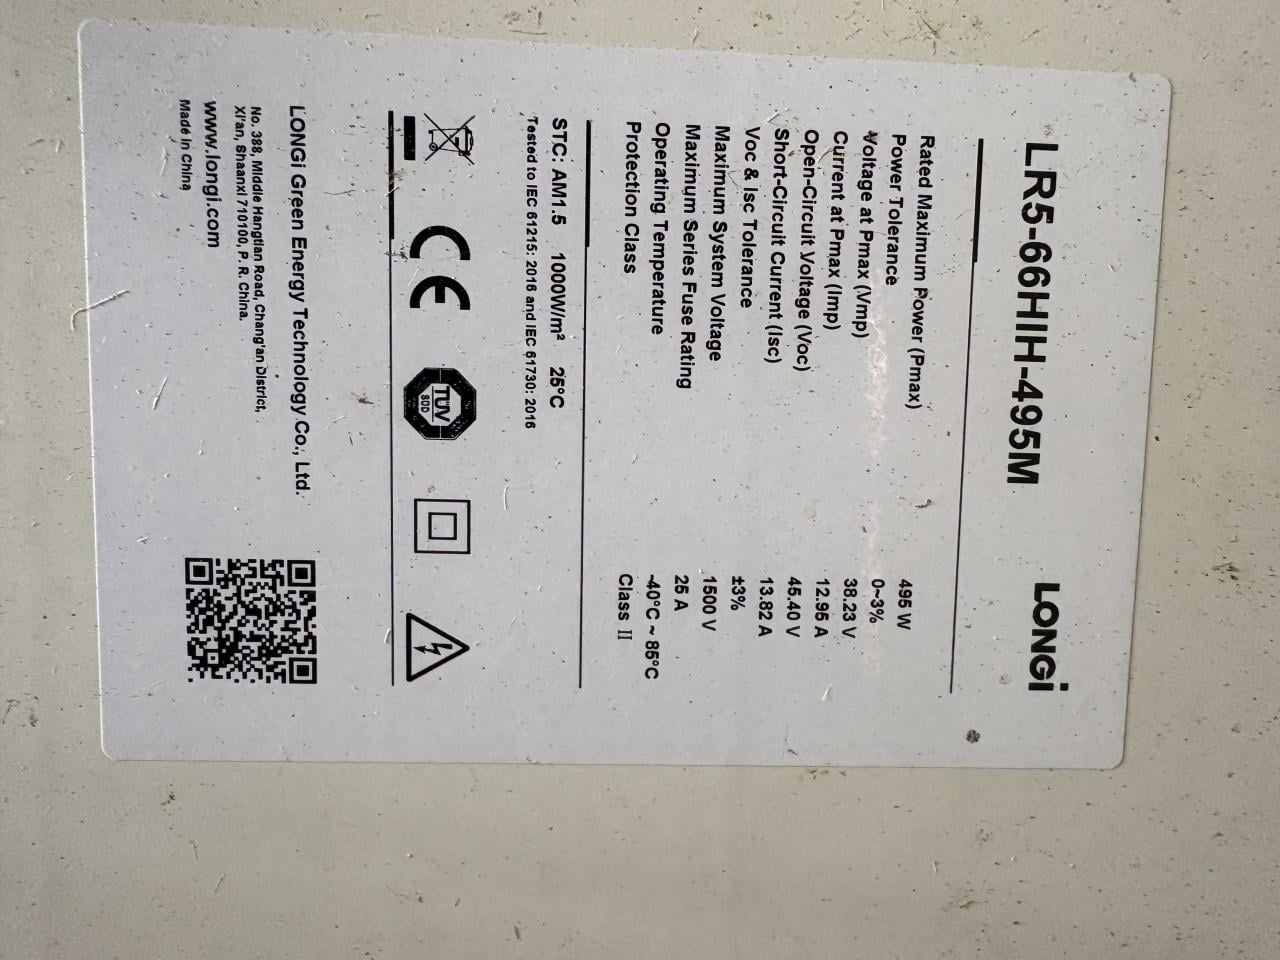 LR5-66HIH-495M LONGi
Rated Maximum Power (Pmax) 495 W
Power Tolerance 0~3%
Voltage at Pmax (Vmp) 38.23 V
Current at Pmax (Imp) 12.95 A
Open-Circuit Voltage (Voc) 45.40 V
Short-Circuit Current (Isc) 13.82 A
Voc & Isc Tolerance ±3%
Maximum System Voltage 1500 V
Maximum Series Fuse Rating 25 A
Operating Temperature -40°C ~ 85°C
Protection Class Class II
STC: AM1.5 1000W/m² 25°C
Tested to IEC 61215: 2016 and IEC 61730: 2016
CE
TÜV
SÜD
LONGi Green Energy Technology Co., Ltd.
No. 388, Middle Hangtian Road, Chang'an District,
Xi'an, Shaanxi 710100, P. R. China.
www.longi.com
Made in China